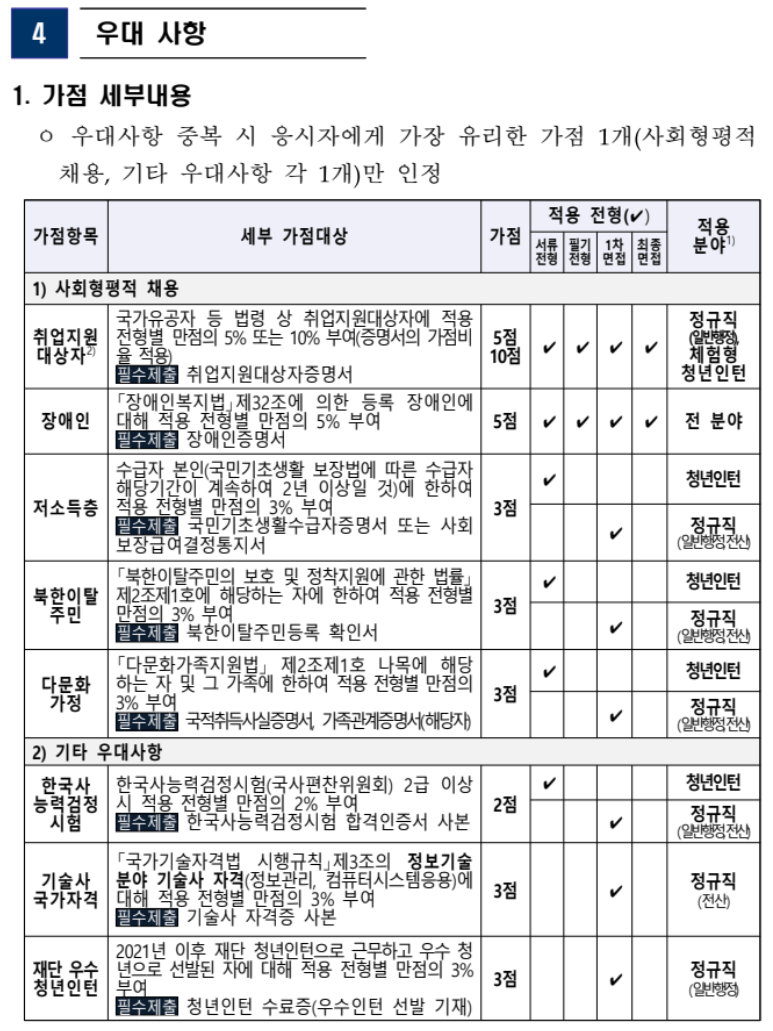 4 우대 사항
1. 가점 세부내용
ㅇ 우대사항 중복 시 응시자에게 가장 유리한 가점 1개(사회형평적
채용, 기타 우대사항 각 1개)만 인정
가점항목 세부 가점대상 가점 적용 전형(✔) 적용 분야1)
서류전형 필기전형 1차면접 최종면접
1) 사회형평적 채용
취업지원
대상자2)
국가유공자 등 법령 상 취업지원대상자에 적용
전형별 만점의 5% 또는 10% 부여(증명서의 가점비
율 적용)
필수제출 취업지원대상자증명서
5점
10점
✔ ✔ ✔ ✔
정규직
(일반행정),
체험형
청년인턴
장애인
「장애인복지법」제32조에 의한 등록 장애인에
대해 적용 전형별 만점의 5% 부여
필수제출 장애인증명서
5점
✔ ✔ ✔ ✔
전 분야
저소득층
수급자 본인(국민기초생활 보장법에 따른 수급자
해당기간이 계속하여 2년 이상일 것)에 한하여
적용 전형별 만점의 3% 부여
필수제출 국민기초생활수급자증명서 또는 사회
보장급여결정통지서
3점
✔ 청년인턴
✔ 정규직
(일반행정,전산)
북한이탈
주민
「북한이탈주민의 보호 및 정착지원에 관한 법률」
제2조제1호에 해당하는 자에 한하여 적용 전형별
만점의 3% 부여
필수제출 북한이탈주민등록 확인서
3점
✔ 청년인턴
✔ 정규직
(일반행정,전산)
다문화
가정
「다문화가족지원법」 제2조제1호 나목에 해당
하는 자 및 그 가족에 한하여 적용 전형별 만점의
3% 부여
필수제출 국적취득사실증명서, 가족관계증명서(해당자)
3점
✔ 청년인턴
✔ 정규직
(일반행정,전산)
2) 기타 우대사항
한국사
능력검정
시험
한국사능력검정시험(국사편찬위원회) 2급 이상
시 적용 전형별 만점의 2% 부여
필수제출 한국사능력검정시험 합격인증서 사본
2점
✔ 청년인턴
✔ 정규직
(일반행정,전산)
기술사
국가자격
「국가기술자격법 시행규칙」제3조의 정보기술
분야 기술사 자격(정보관리, 컴퓨터시스템응용)에
대해 적용 전형별 만점의 3% 부여
필수제출 기술사 자격증 사본
3점
✔
정규직
(전산)
재단 우수
청년인턴
2021년 이후 재단 청년인턴으로 근무하고 우수 청
년으로 선발된 자에 대해 적용 전형별 만점의 3%
부여
필수제출 청년인턴 수료증(우수인턴 선발 기재)
3점
✔
정규직
(일반행정)